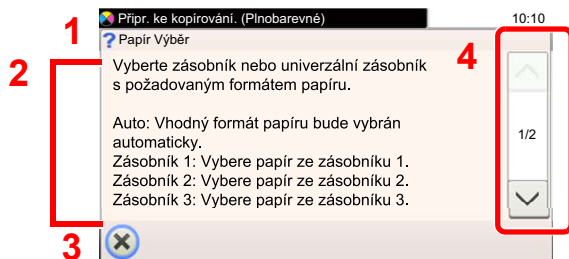 Připr. ke kopírování. (Plnobarevné) 10:10
1 ? Papír Výběr
2
4
Vyberte zásobník nebo univerzální zásobník
s požadovaným formátem papíru.
Auto: Vhodný formát papíru bude vybrán
automaticky.
Zásobník 1: Vybere papír ze zásobníku 1.
Zásobník 2: Vybere papír ze zásobníku 2.
Zásobník 3: Vybere papír ze zásobníku 3.
1/2
3